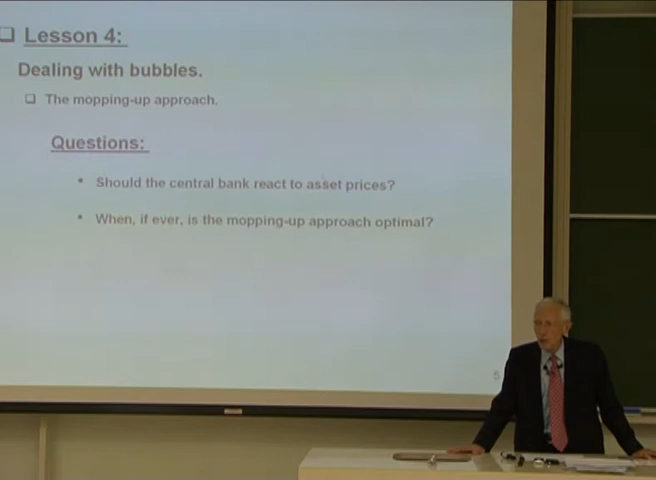 Lesson 4:
Dealing with bubbles.
The mopping-up approach.
Questions:
• Should the central bank react to asset prices?
• When, if ever, is the mopping-up approach optimal?
5